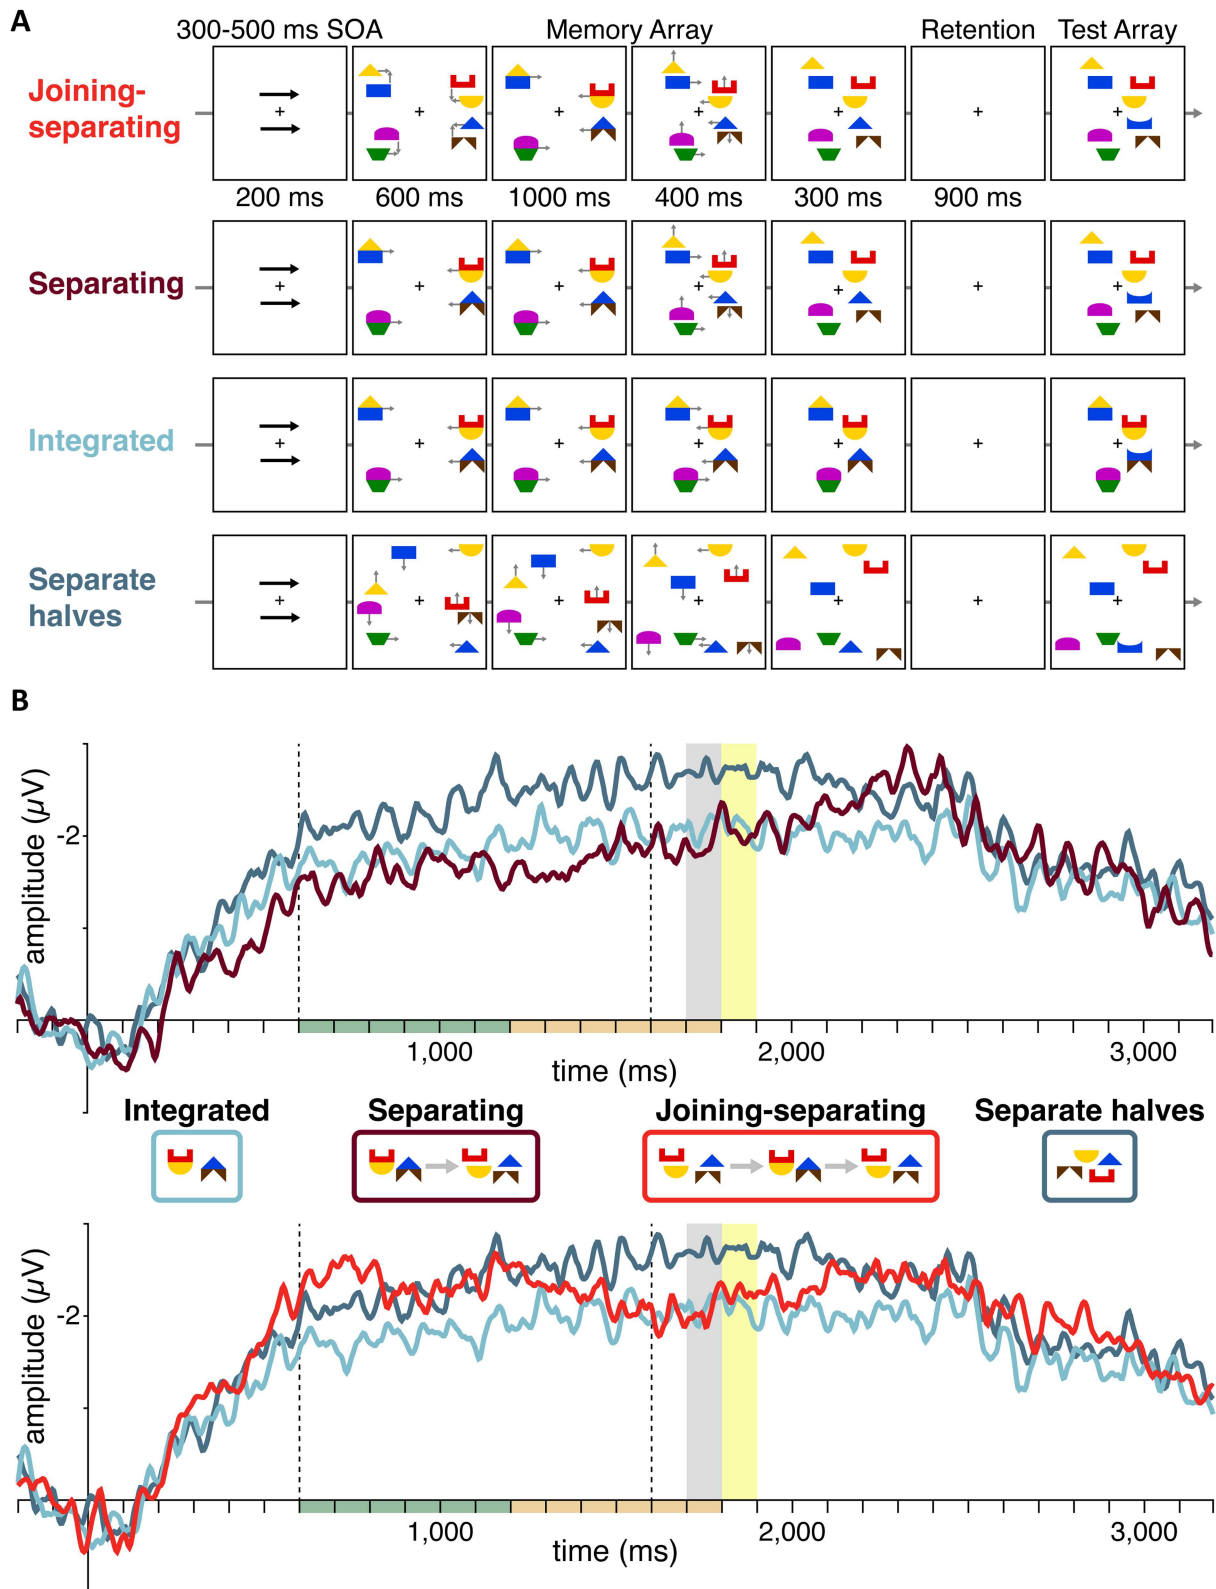 A
300-500 ms SOA Memory Array Retention Test Array
Joining-
separating
200 ms 600 ms 1000 ms 400 ms 300 ms 900 ms
Separating
Integrated
Separate
halves
B
amplitude (µV)
-2
1,000 2,000 3,000
time (ms)
Integrated Separating Joining-separating Separate halves
amplitude (µV)
-2
1,000 2,000 3,000
time (ms)